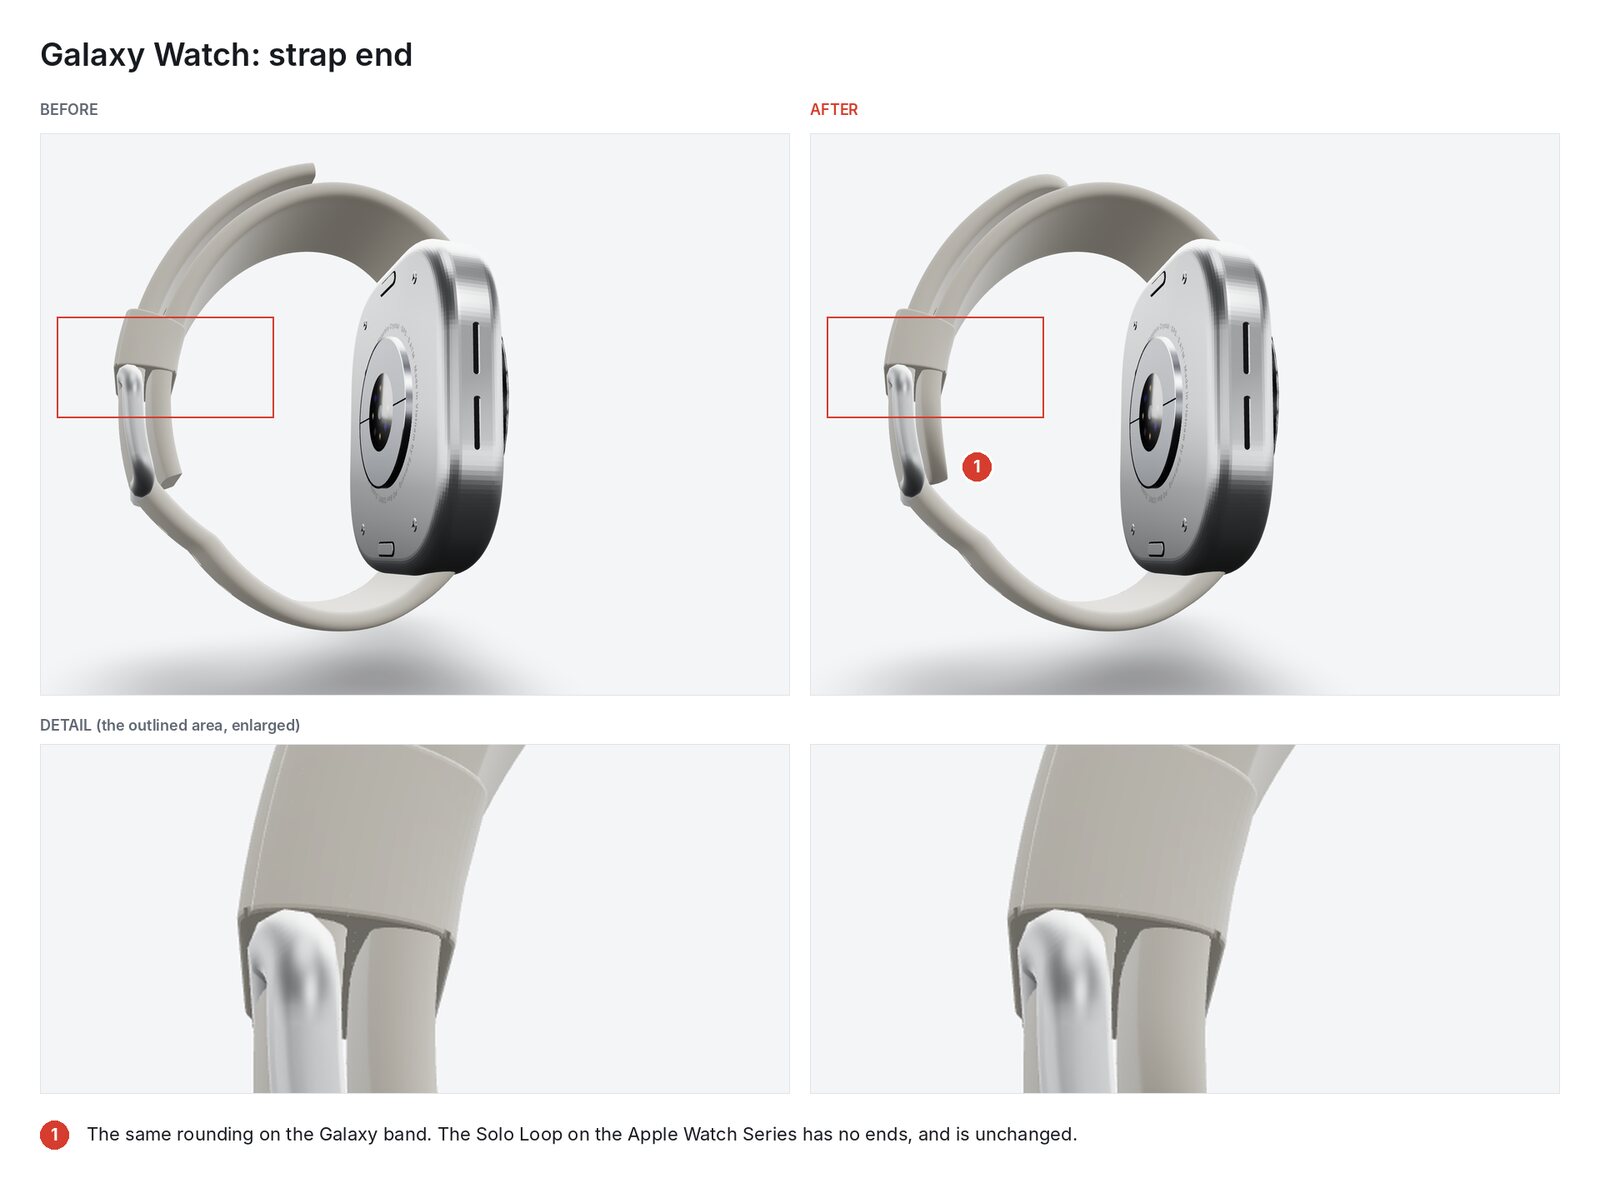 Galaxy Watch: strap end
BEFORE
AFTER
1
DETAIL (the outlined area, enlarged)
1 The same rounding on the Galaxy band. The Solo Loop on the Apple Watch Series has no ends, and is unchanged.